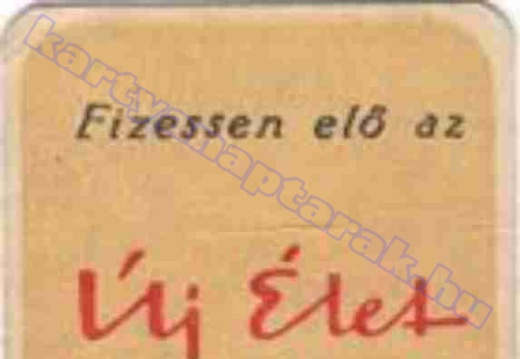 Fizessen elő az
Új Élet
kartyanaptarak.hu